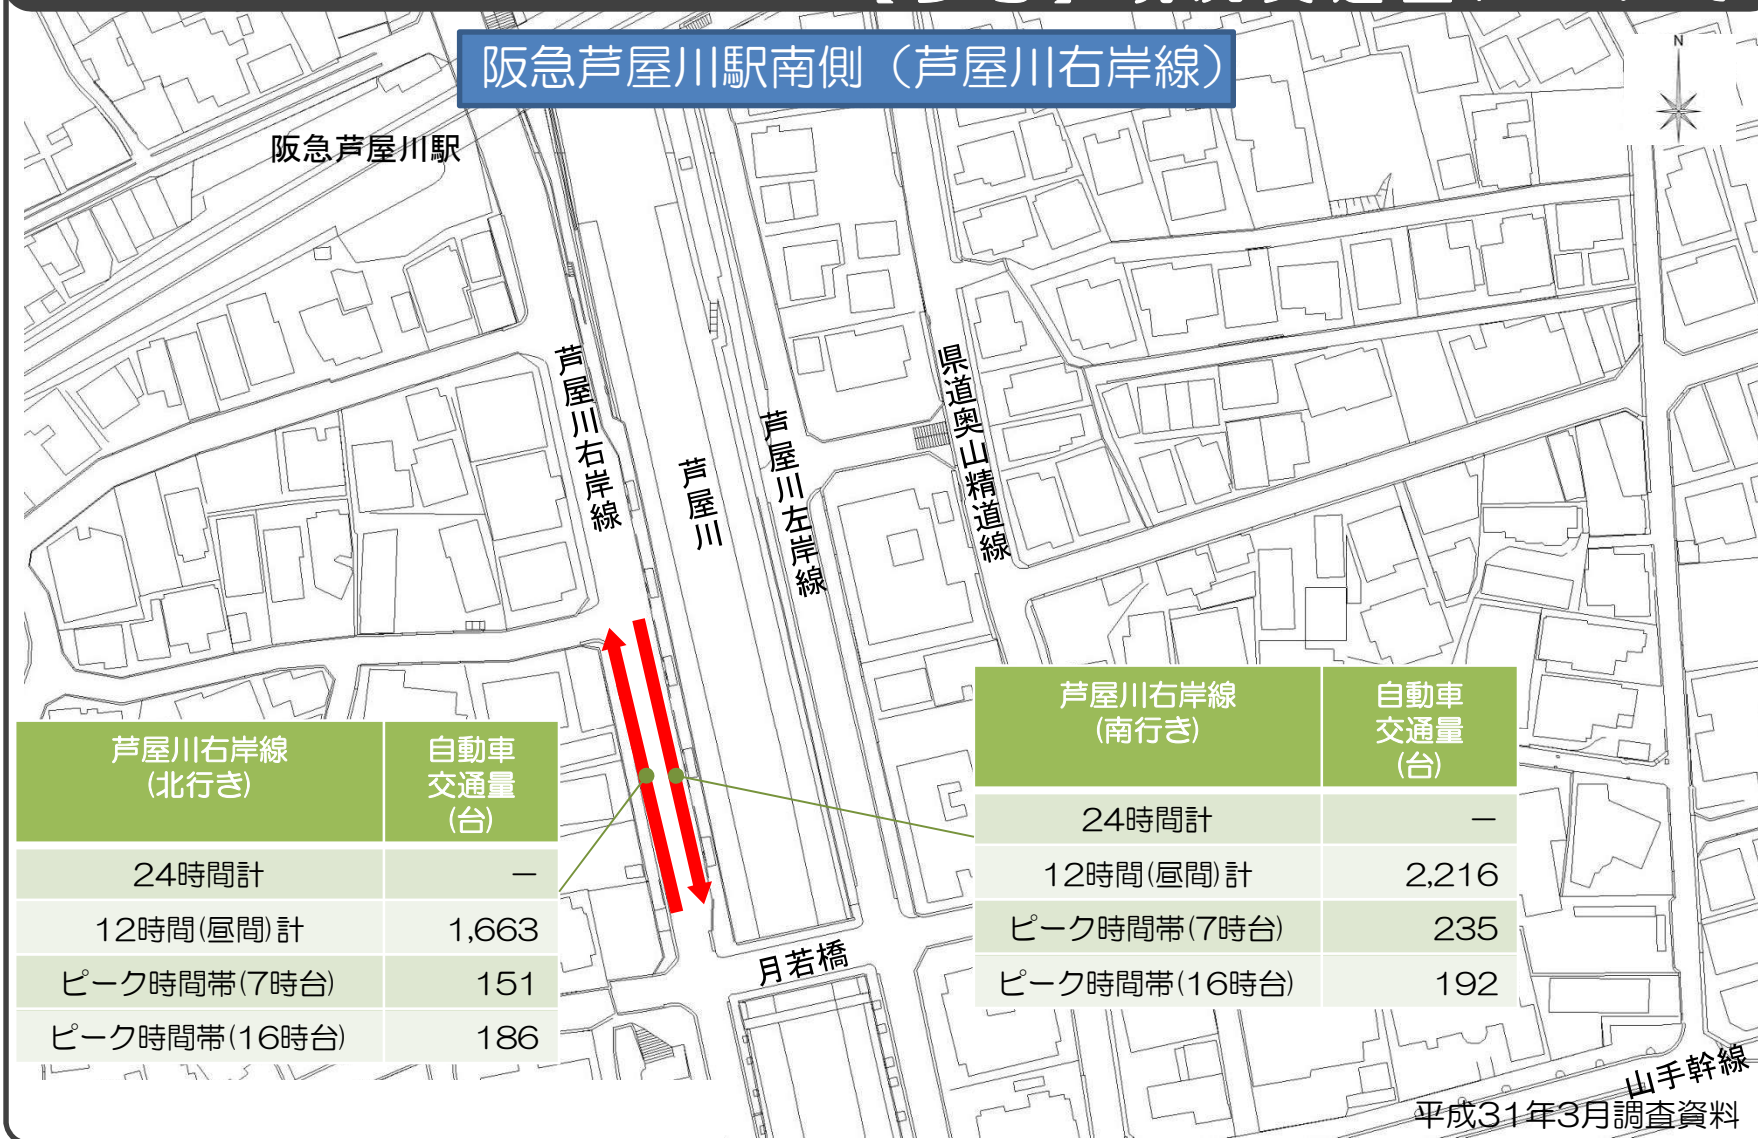 阪急芦屋川駅南側（芦屋川右岸線）
N
阪急芦屋川駅
芦屋川右岸線
芦屋川
芦屋川左岸線
県道奥山精道線
芦屋川右岸線
(北行き)
自動車
交通量
(台)
24時間計 －
12時間(昼間)計 1,663
ピーク時間帯(7時台) 151
ピーク時間帯(16時台) 186
芦屋川右岸線
(南行き)
自動車
交通量
(台)
24時間計 －
12時間(昼間)計 2,216
ピーク時間帯(7時台) 235
ピーク時間帯(16時台) 192
月若橋
山手幹線
平成31年3月調査資料